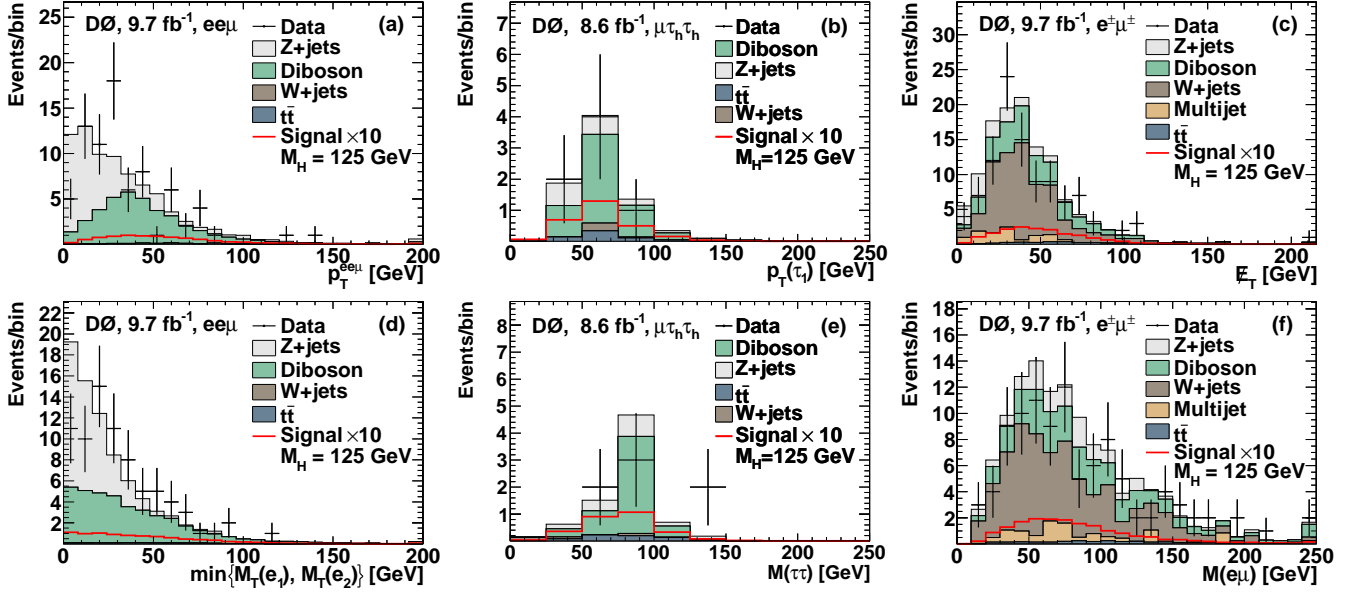 DØ, 9.7 fb⁻¹, eeμ (a)
Data
Z+jets
Diboson
W+jets
tt̄
Signal ×10
M_H = 125 GeV
Events/bin
25
20
15
10
5
0 50 100 150 200
p_T^eeμ [GeV]
DØ, 8.6 fb⁻¹, μτ_hτ_h (b)
Data
Diboson
Z+jets
tt̄
W+jets
Signal × 10
M_H=125 GeV
Events/bin
7
6
5
4
3
2
1
0 50 100 150 200 250
p_T(τ_1) [GeV]
DØ, 9.7 fb⁻¹, e±μ± (c)
Data
Z+jets
Diboson
W+jets
Multijet
tt̄
Signal ×10
M_H = 125 GeV
Events/bin
30
25
20
15
10
5
0 50 100 150 200
E̸_T [GeV]
DØ, 9.7 fb⁻¹, eeμ (d)
Data
Z+jets
Diboson
W+jets
tt̄
Signal ×10
M_H = 125 GeV
Events/bin
22
20
18
16
14
12
10
8
6
4
2
0 50 100 150 200
min{M_T(e_1), M_T(e_2)} [GeV]
DØ, 8.6 fb⁻¹, μτ_hτ_h (e)
Data
Diboson
Z+jets
tt̄
W+jets
Signal × 10
M_H=125 GeV
Events/bin
8
7
6
5
4
3
2
1
0 50 100 150 200 250
M(ττ) [GeV]
DØ, 9.7 fb⁻¹, e±μ± (f)
Data
Z+jets
Diboson
W+jets
Multijet
tt̄
Signal ×10
M_H = 125 GeV
Events/bin
18
16
14
12
10
8
6
4
2
0 50 100 150 200 250
M(eμ) [GeV]